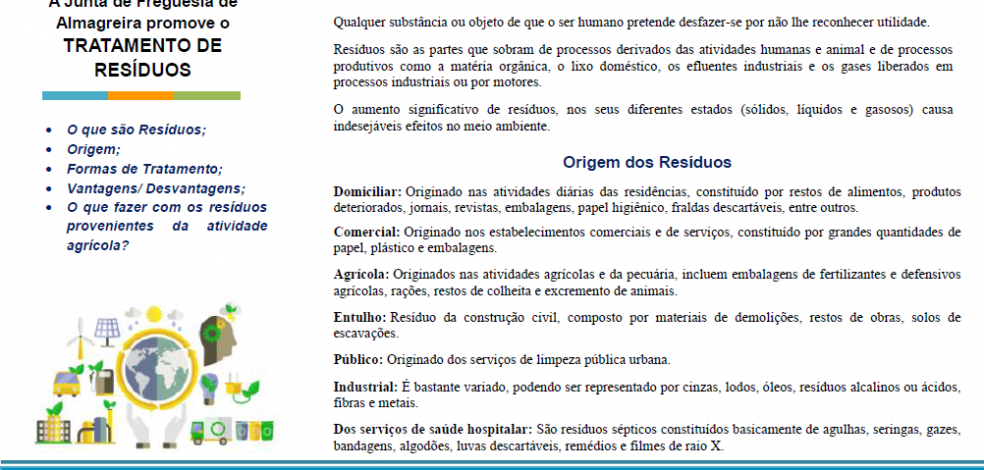 A Junta de Freguesia de
Almagreira promove o
TRATAMENTO DE
RESÍDUOS
• O que são Resíduos;
• Origem;
• Formas de Tratamento;
• Vantagens/ Desvantagens;
• O que fazer com os resíduos
provenientes da atividade
agrícola?
Qualquer substância ou objeto de que o ser humano pretende desfazer-se por não lhe reconhecer utilidade.
Resíduos são as partes que sobram de processos derivados das atividades humanas e animal e de processos
produtivos como a matéria orgânica, o lixo doméstico, os efluentes industriais e os gases liberados em
processos industriais ou por motores.
O aumento significativo de resíduos, nos seus diferentes estados (sólidos, líquidos e gasosos) causa
indesejáveis efeitos no meio ambiente.
Origem dos Resíduos
Domiciliar: Originado nas atividades diárias das residências, constituído por restos de alimentos, produtos
deteriorados, jornais, revistas, embalagens, papel higiênico, fraldas descartáveis, entre outros.
Comercial: Originado nos estabelecimentos comerciais e de serviços, constituído por grandes quantidades de
papel, plástico e embalagens.
Agrícola: Originados nas atividades agrícolas e da pecuária, incluem embalagens de fertilizantes e defensivos
agrícolas, rações, restos de colheita e excremento de animais.
Entulho: Resíduo da construção civil, composto por materiais de demolições, restos de obras, solos de
escavações.
Público: Originado dos serviços de limpeza pública urbana.
Industrial: É bastante variado, podendo ser representado por cinzas, lodos, óleos, resíduos alcalinos ou ácidos,
fibras e metais.
Dos serviços de saúde hospitalar: São resíduos sépticos constituídos basicamente de agulhas, seringas, gazes,
bandagens, algodões, luvas descartáveis, remédios e filmes de raio X.